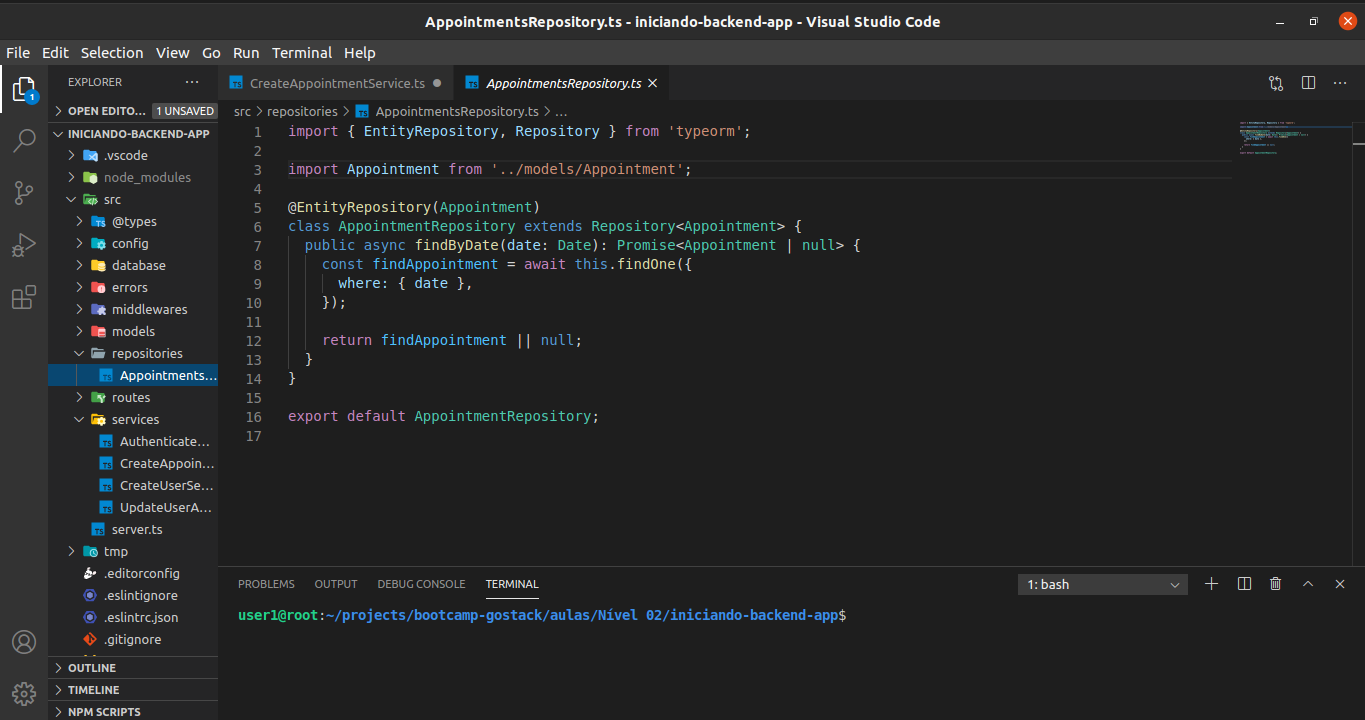 AppointmentsRepository.ts - iniciando-backend-app - Visual Studio Code
File Edit Selection View Go Run Terminal Help
EXPLORER ···
OPEN EDITO... 1 UNSAVED
INICIANDO-BACKEND-APP
.vscode
node_modules
src
@types
config
database
errors
middlewares
models
repositories
Appointments...
routes
services
Authenticate...
CreateAppoin...
CreateUserSe...
UpdateUserA...
server.ts
tmp
.editorconfig
.eslintignore
.eslintrc.json
.gitignore
OUTLINE
TIMELINE
NPM SCRIPTS
1
TS CreateAppointmentService.ts ● TS AppointmentsRepository.ts ×
src > repositories > TS AppointmentsRepository.ts > ...
1 import { EntityRepository, Repository } from 'typeorm';
2
3 import Appointment from '../models/Appointment';
4
5 @EntityRepository(Appointment)
6 class AppointmentRepository extends Repository<Appointment> {
7   public async findByDate(date: Date): Promise<Appointment | null> {
8     const findAppointment = await this.findOne({
9       where: { date },
10     });
11
12     return findAppointment || null;
13   }
14 }
15
16 export default AppointmentRepository;
17
PROBLEMS OUTPUT DEBUG CONSOLE TERMINAL 1: bash
user1@root:~/projects/bootcamp-gostack/aulas/Nível 02/iniciando-backend-app$